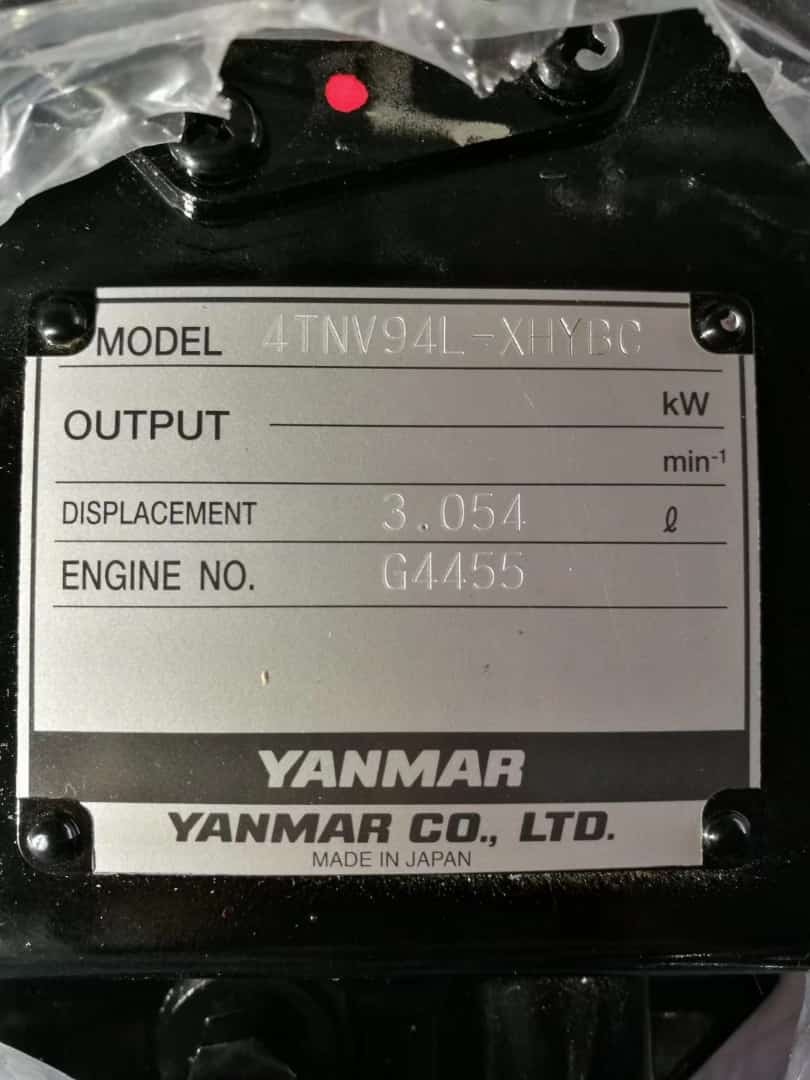 MODEL 4TNV94L-XHYBC
OUTPUT kW
min-1
DISPLACEMENT 3.054 ℓ
ENGINE NO. G4455
YANMAR
YANMAR CO., LTD.
MADE IN JAPAN